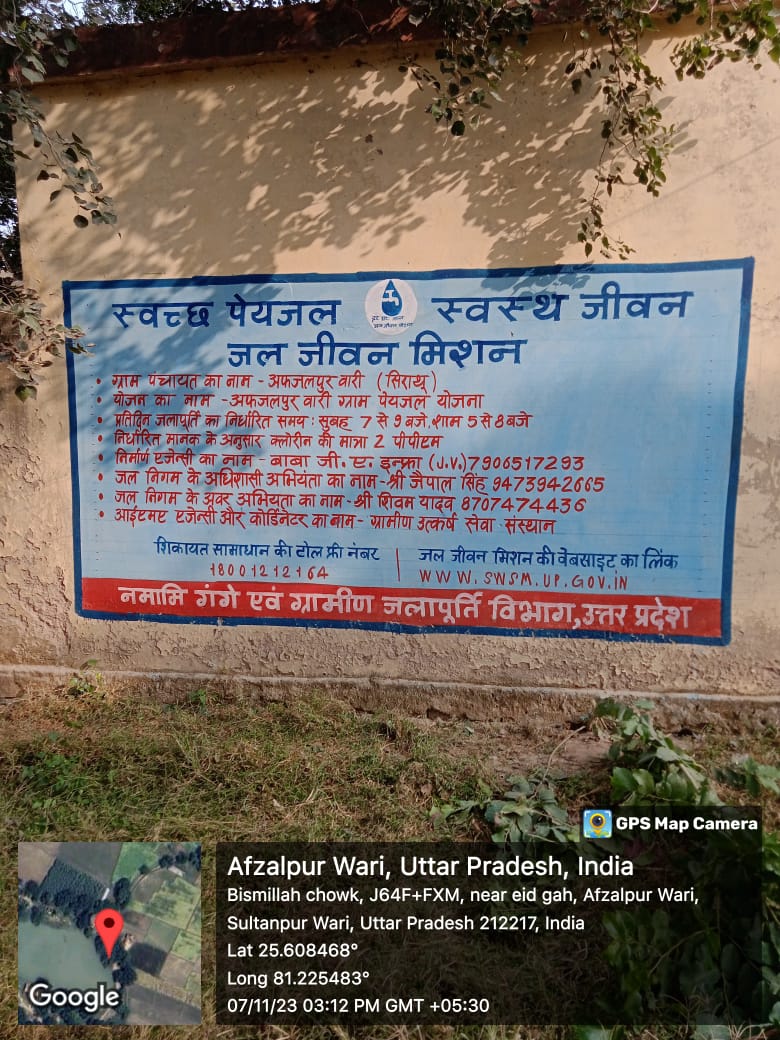 स्वच्छ पेयजल स्वस्थ जीवन
जल जीवन मिशन
• ग्राम पंचायत का नाम - अफजलपुर वारी (सिराथू)
• योजन का नाम - अफजलपुर वारी ग्राम पेयजल योजना
• प्रतिदिन जलापूर्ति का निर्धारित समय: सुबह 7 से 9 बजे, शाम 5 से 8 बजे
• निर्धारित मानक के अनुसार क्लोरीन की मात्रा 2 पीपीएम
• निर्माण एजेन्सी का नाम - बाबा जी. ए. इन्फ्रा (J.V.) 7906517293
• जल निगम के अधिशासी अभियंता का नाम - श्री जैपाल सिंह 9473942665
• जल निगम के अवर अभियंता का नाम - श्री शिवम यादव 8707474436
• आईएसए एजेन्सी और कोर्डिनेटर का नाम - ग्रामीण उत्कर्ष सेवा संस्थान
शिकायत सामाधान की टोल फ्री नंबर
18001212164
जल जीवन मिशन की वेबसाइट का लिंक
WWW.SWSM.UP.GOV.IN
नमामि गंगे एवं ग्रामीण जलापूर्ति विभाग, उत्तर प्रदेश
GPS Map Camera
Afzalpur Wari, Uttar Pradesh, India
Bismillah chowk, J64F+FXM, near eid gah, Afzalpur Wari,
Sultanpur Wari, Uttar Pradesh 212217, India
Lat 25.608468°
Long 81.225483°
07/11/23 03:12 PM GMT +05:30
Google